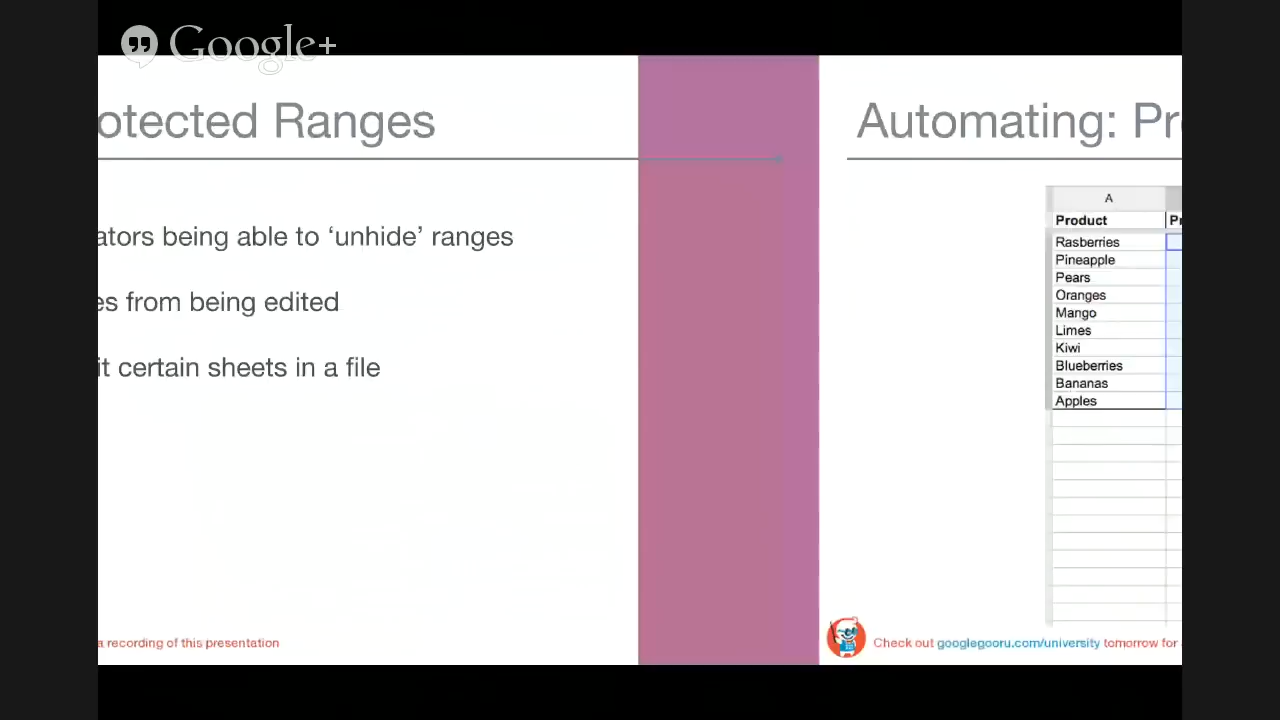 Google+
otected Ranges
ators being able to ‘unhide’ ranges
es from being edited
it certain sheets in a file
a recording of this presentation
Automating: Pr
A
Product Pr
Rasberries
Pineapple
Pears
Oranges
Mango
Limes
Kiwi
Blueberries
Bananas
Apples
Check out googlegooru.com/university tomorrow for